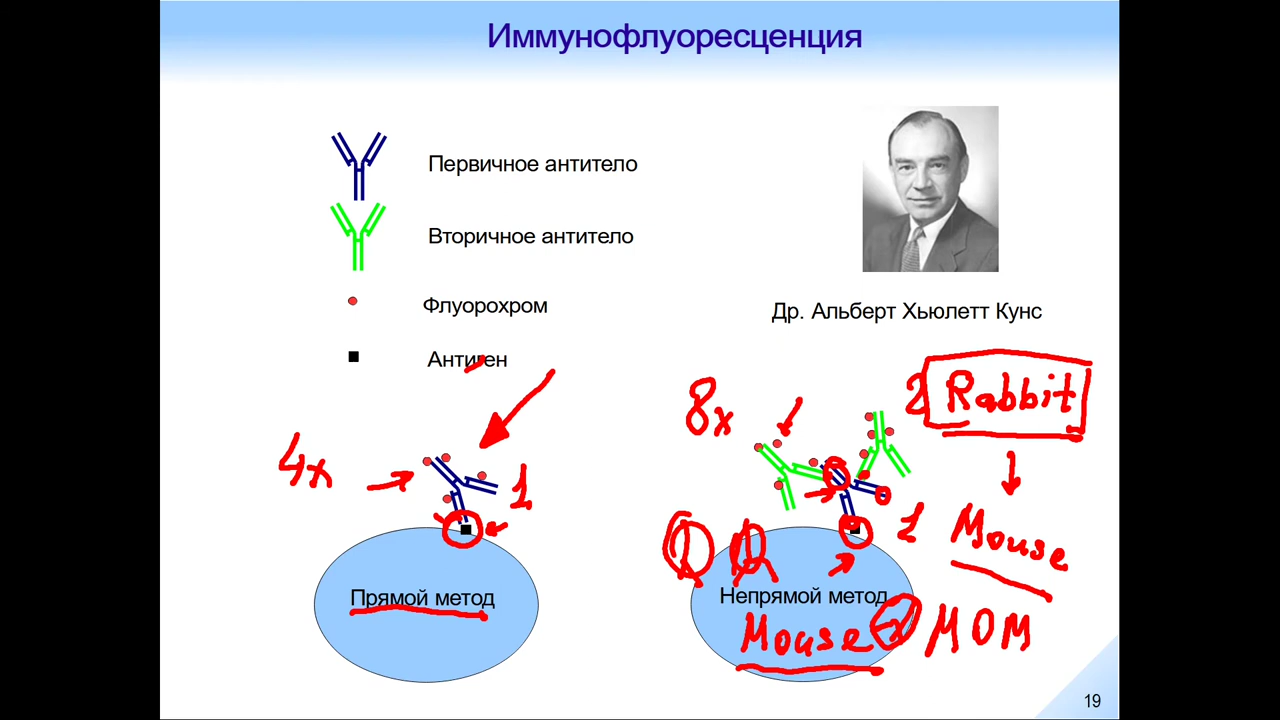 Иммунофлуоресценция
Первичное антитело
Вторичное антитело
Флуорохром
Антиген
Др. Альберт Хьюлетт Кунс
8x
2 Rabbit
4x
1
1 Mouse
Прямой метод
Непрямой метод
Mouse
MOM
19